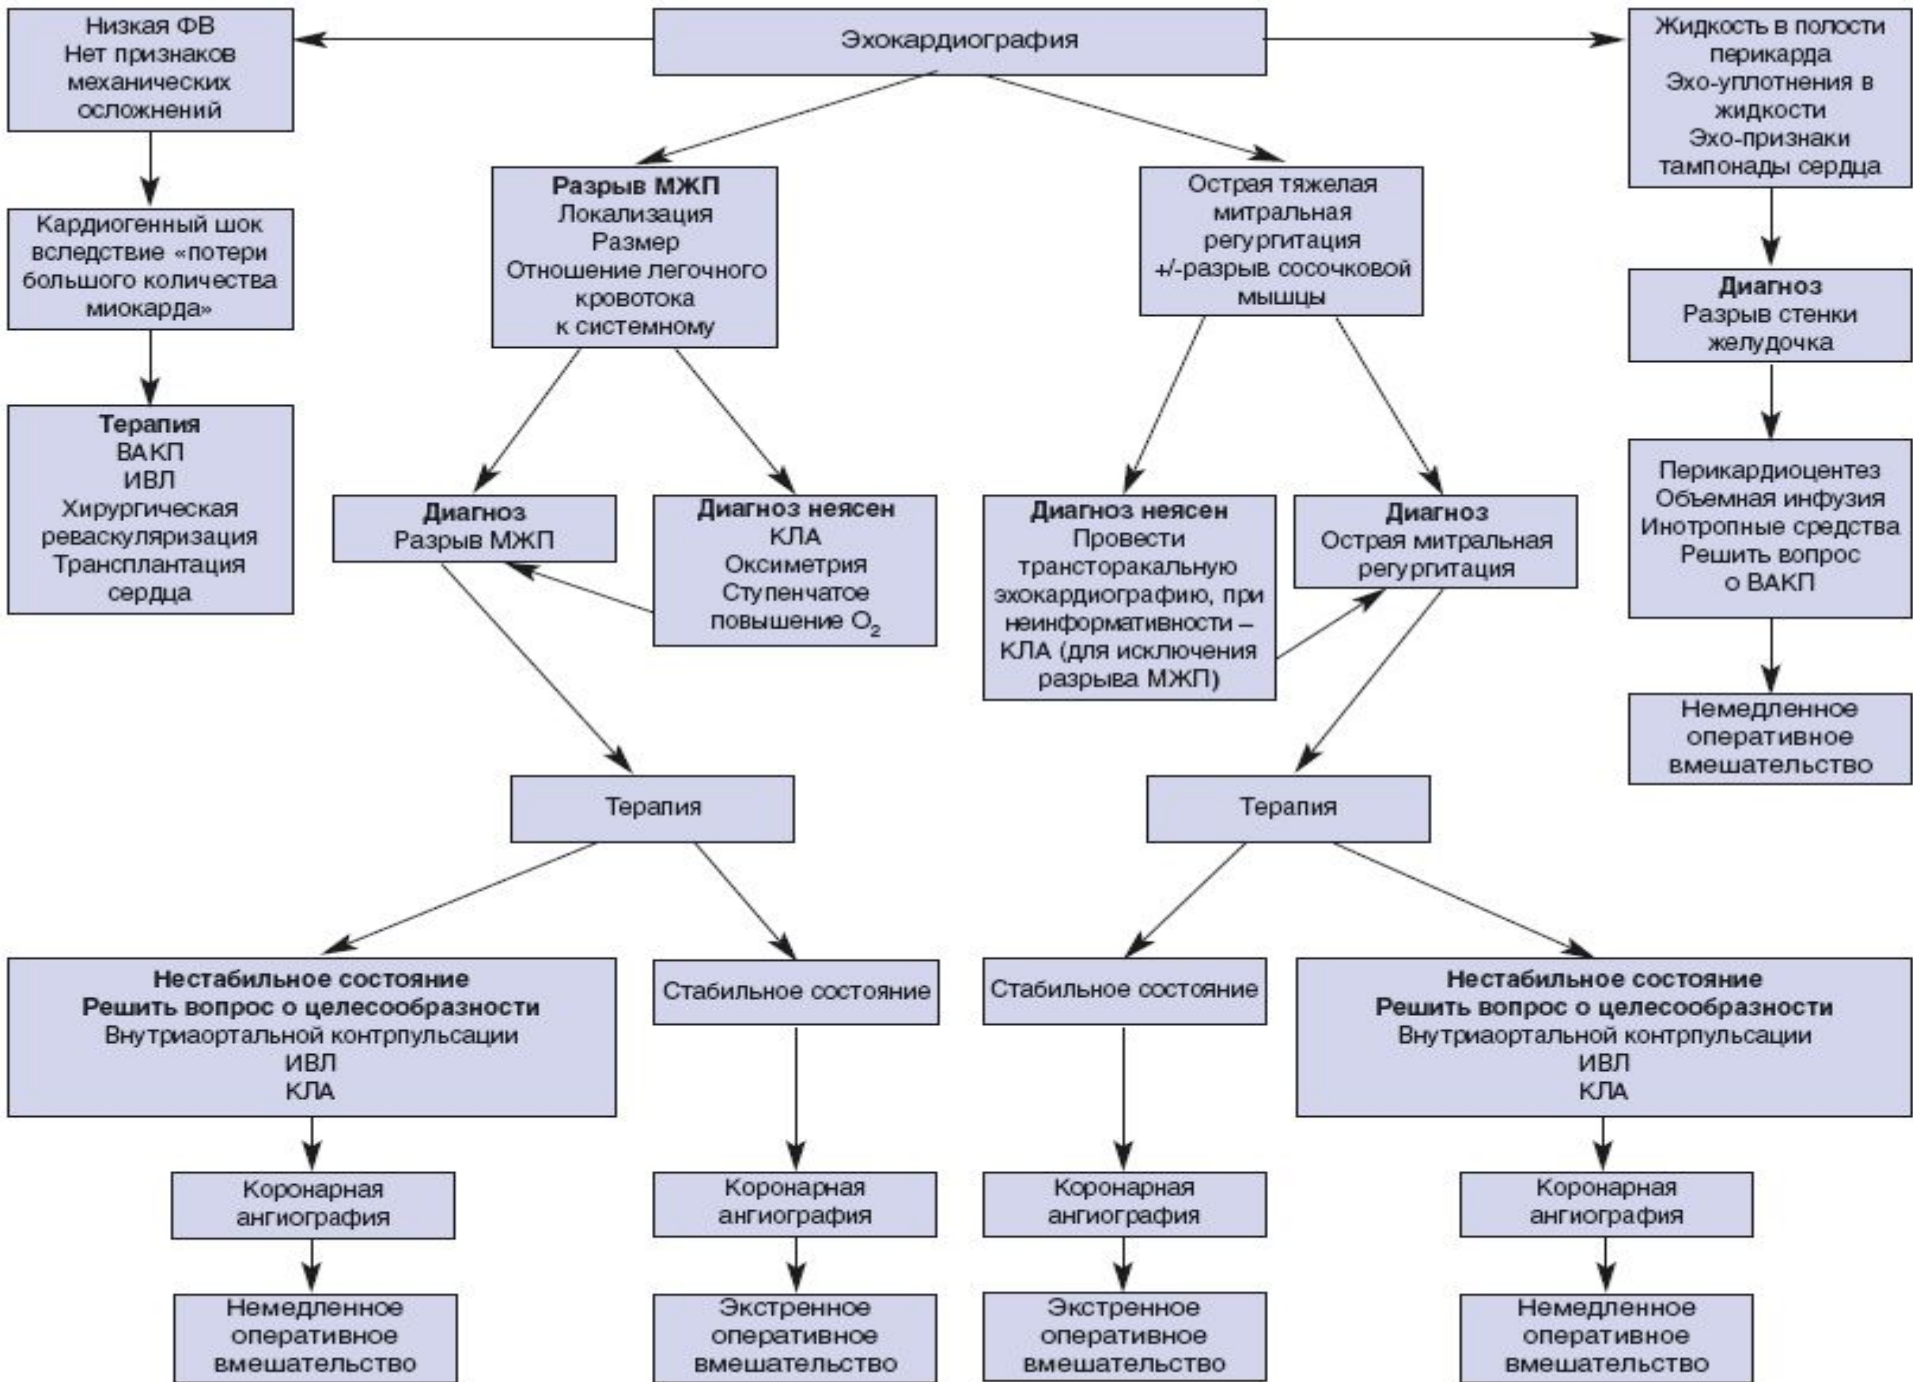 Эхокардиография
Низкая ФВ
Нет признаков
механических
осложнений
Кардиогенный шок
вследствие «потери
большого количества
миокарда»
Терапия
ВАКП
ИВЛ
Хирургическая
реваскуляризация
Трансплантация
сердца
Разрыв МЖП
Локализация
Размер
Отношение легочного
кровотока
к системному
Диагноз
Разрыв МЖП
Диагноз неясен
КЛА
Оксиметрия
Ступенчатое
повышение O₂
Терапия
Нестабильное состояние
Решить вопрос о целесообразности
Внутриаортальной контрпульсации
ИВЛ
КЛА
Коронарная
ангиография
Немедленное
оперативное
вмешательство
Стабильное состояние
Коронарная
ангиография
Экстренное
оперативное
вмешательство
Острая тяжелая
митральная
регургитация
+/-разрыв сосочковой
мышцы
Диагноз неясен
Провести
трансторакальную
эхокардиографию, при
неинформативности –
КЛА (для исключения
разрыва МЖП)
Диагноз
Острая митральная
регургитация
Терапия
Стабильное состояние
Коронарная
ангиография
Экстренное
оперативное
вмешательство
Нестабильное состояние
Решить вопрос о целесообразности
Внутриаортальной контрпульсации
ИВЛ
КЛА
Коронарная
ангиография
Немедленное
оперативное
вмешательство
Жидкость в полости
перикарда
Эхо-уплотнения в
жидкости
Эхо-признаки
тампонады сердца
Диагноз
Разрыв стенки
желудочка
Перикардиоцентез
Объемная инфузия
Инотропные средства
Решить вопрос
о ВАКП
Немедленное
оперативное
вмешательство